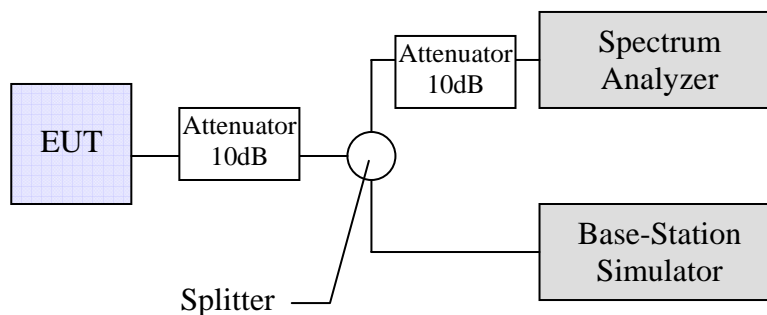 EUT
Attenuator
10dB
Attenuator
10dB
Spectrum
Analyzer
Base-Station
Simulator
Splitter